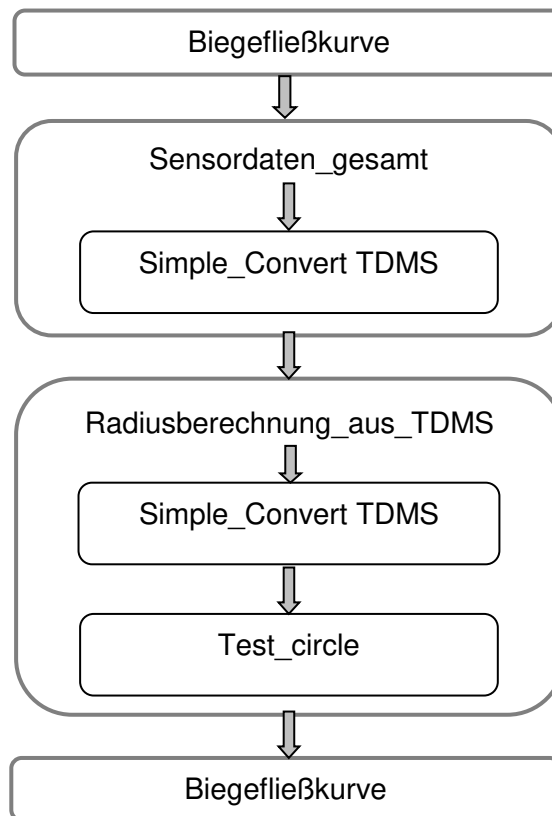 Biegefließkurve
Sensordaten_gesamt
Simple_Convert TDMS
Radiusberechnung_aus_TDMS
Simple_Convert TDMS
Test_circle
Biegefließkurve